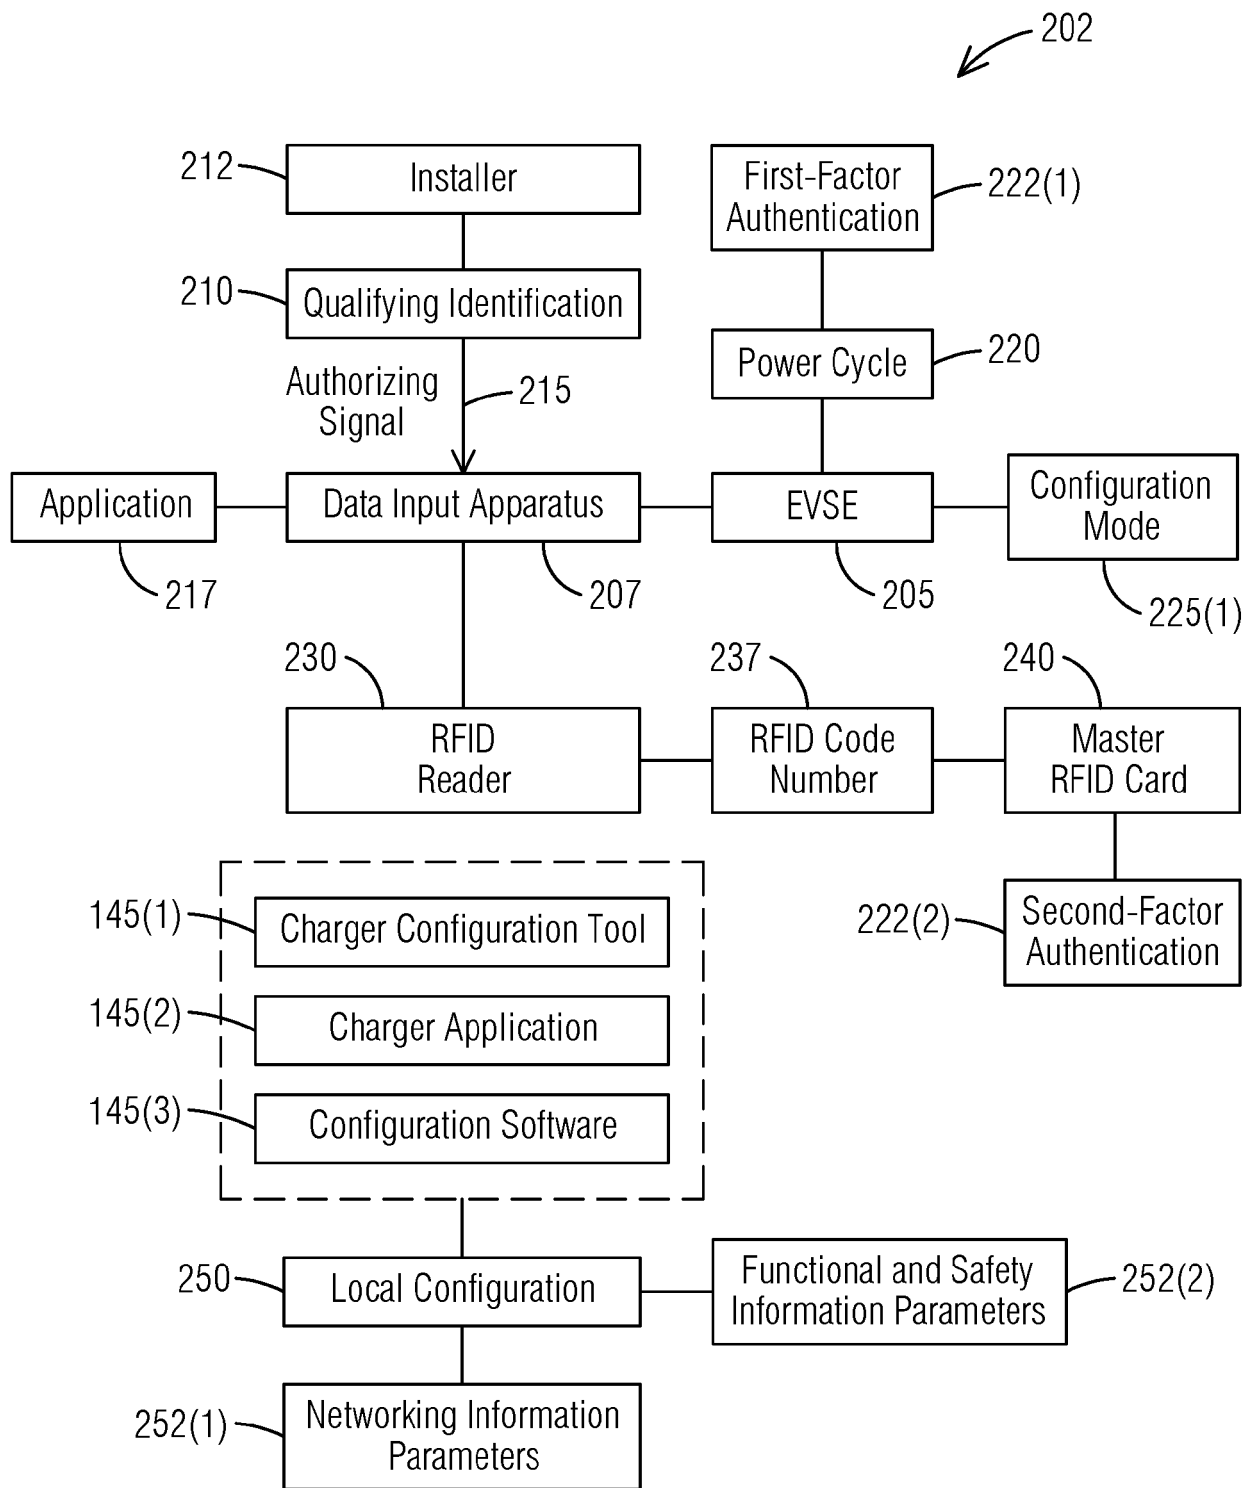 202
212
Installer
First-Factor
Authentication
222(1)
210
Qualifying Identification
Power Cycle
220
Authorizing
Signal
215
Application
Data Input Apparatus
EVSE
Configuration
Mode
217
207
205
225(1)
230
237
240
RFID
Reader
RFID Code
Number
Master
RFID Card
145(1)
Charger Configuration Tool
222(2)
Second-Factor
Authentication
145(2)
Charger Application
145(3)
Configuration Software
250
Local Configuration
Functional and Safety
Information Parameters
252(2)
252(1)
Networking Information
Parameters